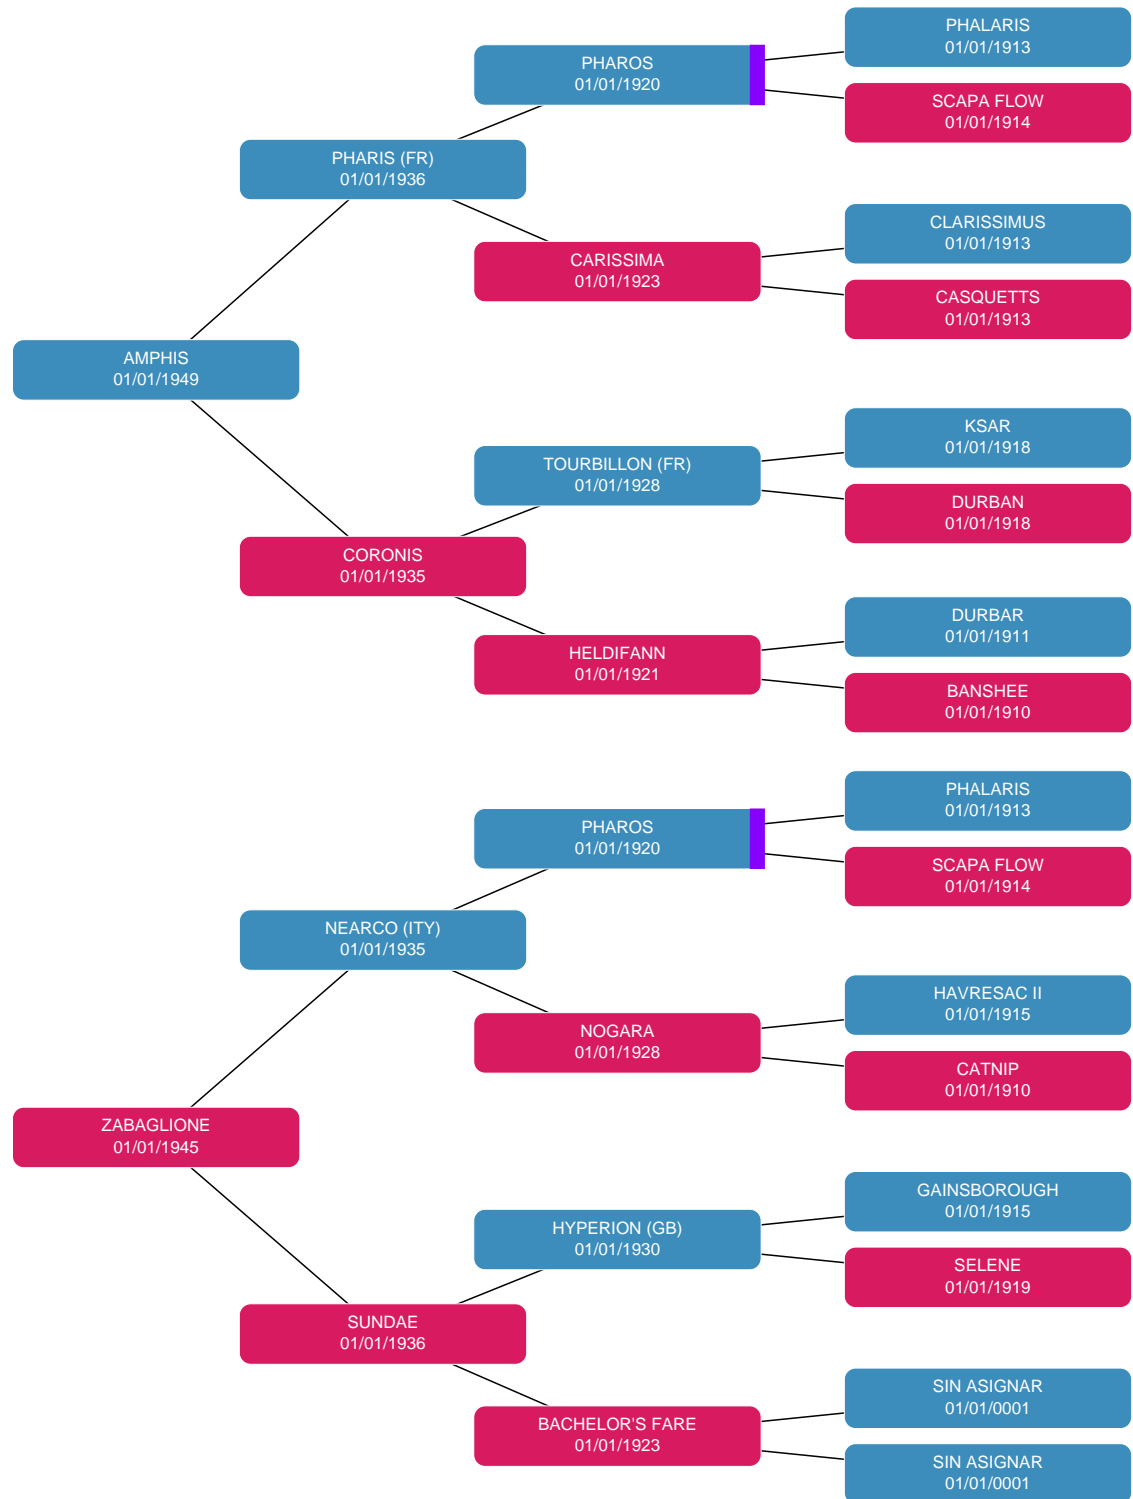 PHALARIS
01/01/1913
PHAROS
01/01/1920
SCAPA FLOW
01/01/1914
PHARIS (FR)
01/01/1936
CLARISSIMUS
01/01/1913
CARISSIMA
01/01/1923
CASQUETTS
01/01/1913
AMPHIS
01/01/1949
KSAR
01/01/1918
TOURBILLON (FR)
01/01/1928
DURBAN
01/01/1918
CORONIS
01/01/1935
DURBAR
01/01/1911
HELDIFANN
01/01/1921
BANSHEE
01/01/1910
PHALARIS
01/01/1913
PHAROS
01/01/1920
SCAPA FLOW
01/01/1914
NEARCO (ITY)
01/01/1935
HAVRESAC II
01/01/1915
NOGARA
01/01/1928
CATNIP
01/01/1910
ZABAGLIONE
01/01/1945
GAINSBOROUGH
01/01/1915
HYPERION (GB)
01/01/1930
SELENE
01/01/1919
SUNDAE
01/01/1936
SIN ASIGNAR
01/01/0001
BACHELOR'S FARE
01/01/1923
SIN ASIGNAR
01/01/0001